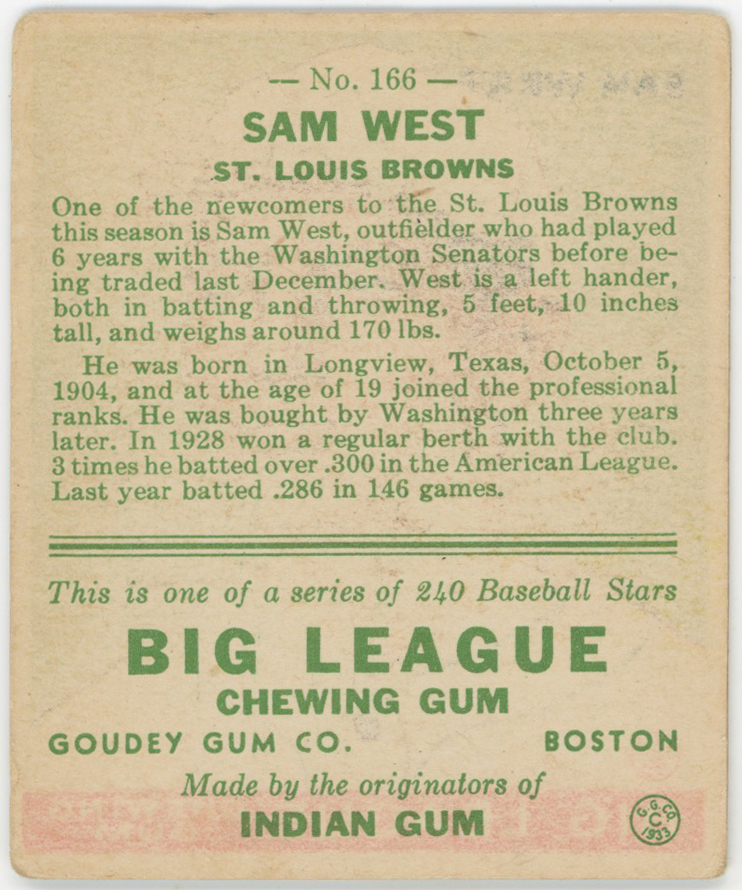 — No. 166 —
SAM WEST
ST. LOUIS BROWNS
One of the newcomers to the St. Louis Browns
this season is Sam West, outfielder who had played
6 years with the Washington Senators before be-
ing traded last December. West is a left hander,
both in batting and throwing, 5 feet, 10 inches
tall, and weighs around 170 lbs.
He was born in Longview, Texas, October 5,
1904, and at the age of 19 joined the professional
ranks. He was bought by Washington three years
later. In 1928 won a regular berth with the club.
3 times he batted over .300 in the American League.
Last year batted .286 in 146 games.
This is one of a series of 240 Baseball Stars
BIG LEAGUE
CHEWING GUM
GOUDEY GUM CO. BOSTON
Made by the originators of
INDIAN GUM
G.G.CO.
C
1933